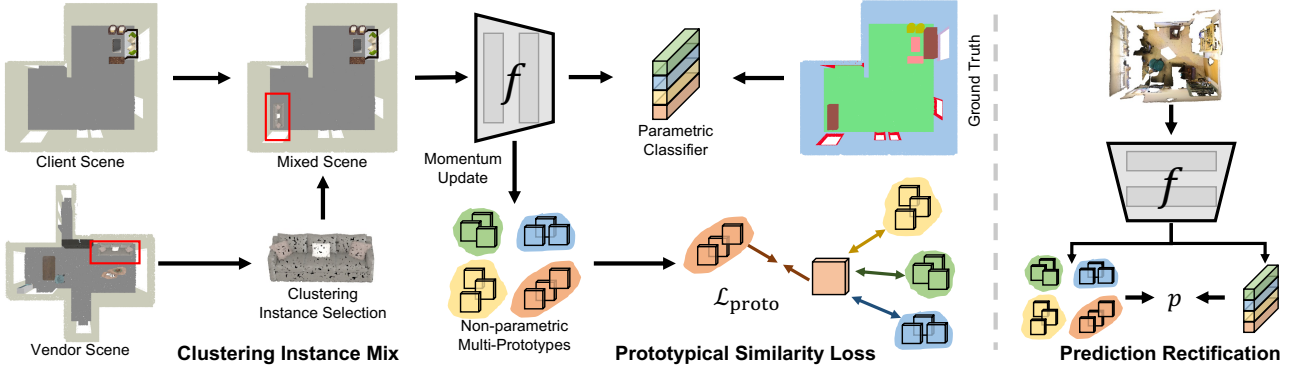 Client Scene
Mixed Scene
f
Parametric
Classifier
Ground Truth
Momentum
Update
Vendor Scene
Clustering
Instance Selection
Non-parametric
Multi-Prototypes
ℒproto
f
p
Clustering Instance Mix
Prototypical Similarity Loss
Prediction Rectification